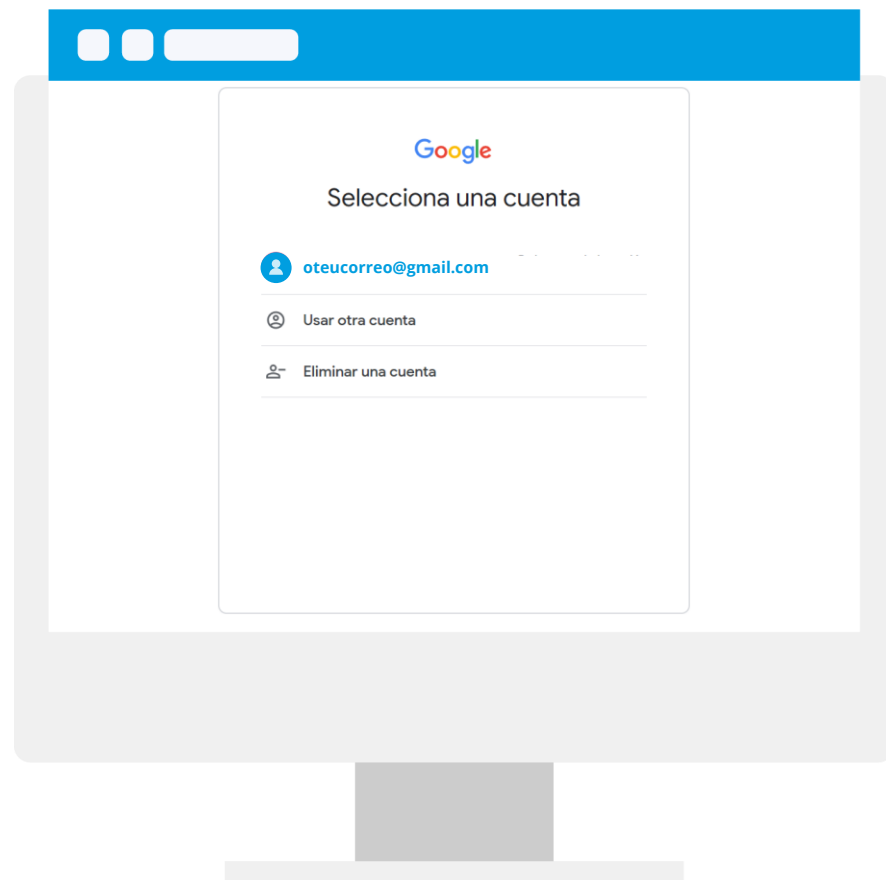 Google
Selecciona una cuenta
oteucorreo@gmail.com
Usar otra cuenta
Eliminar una cuenta